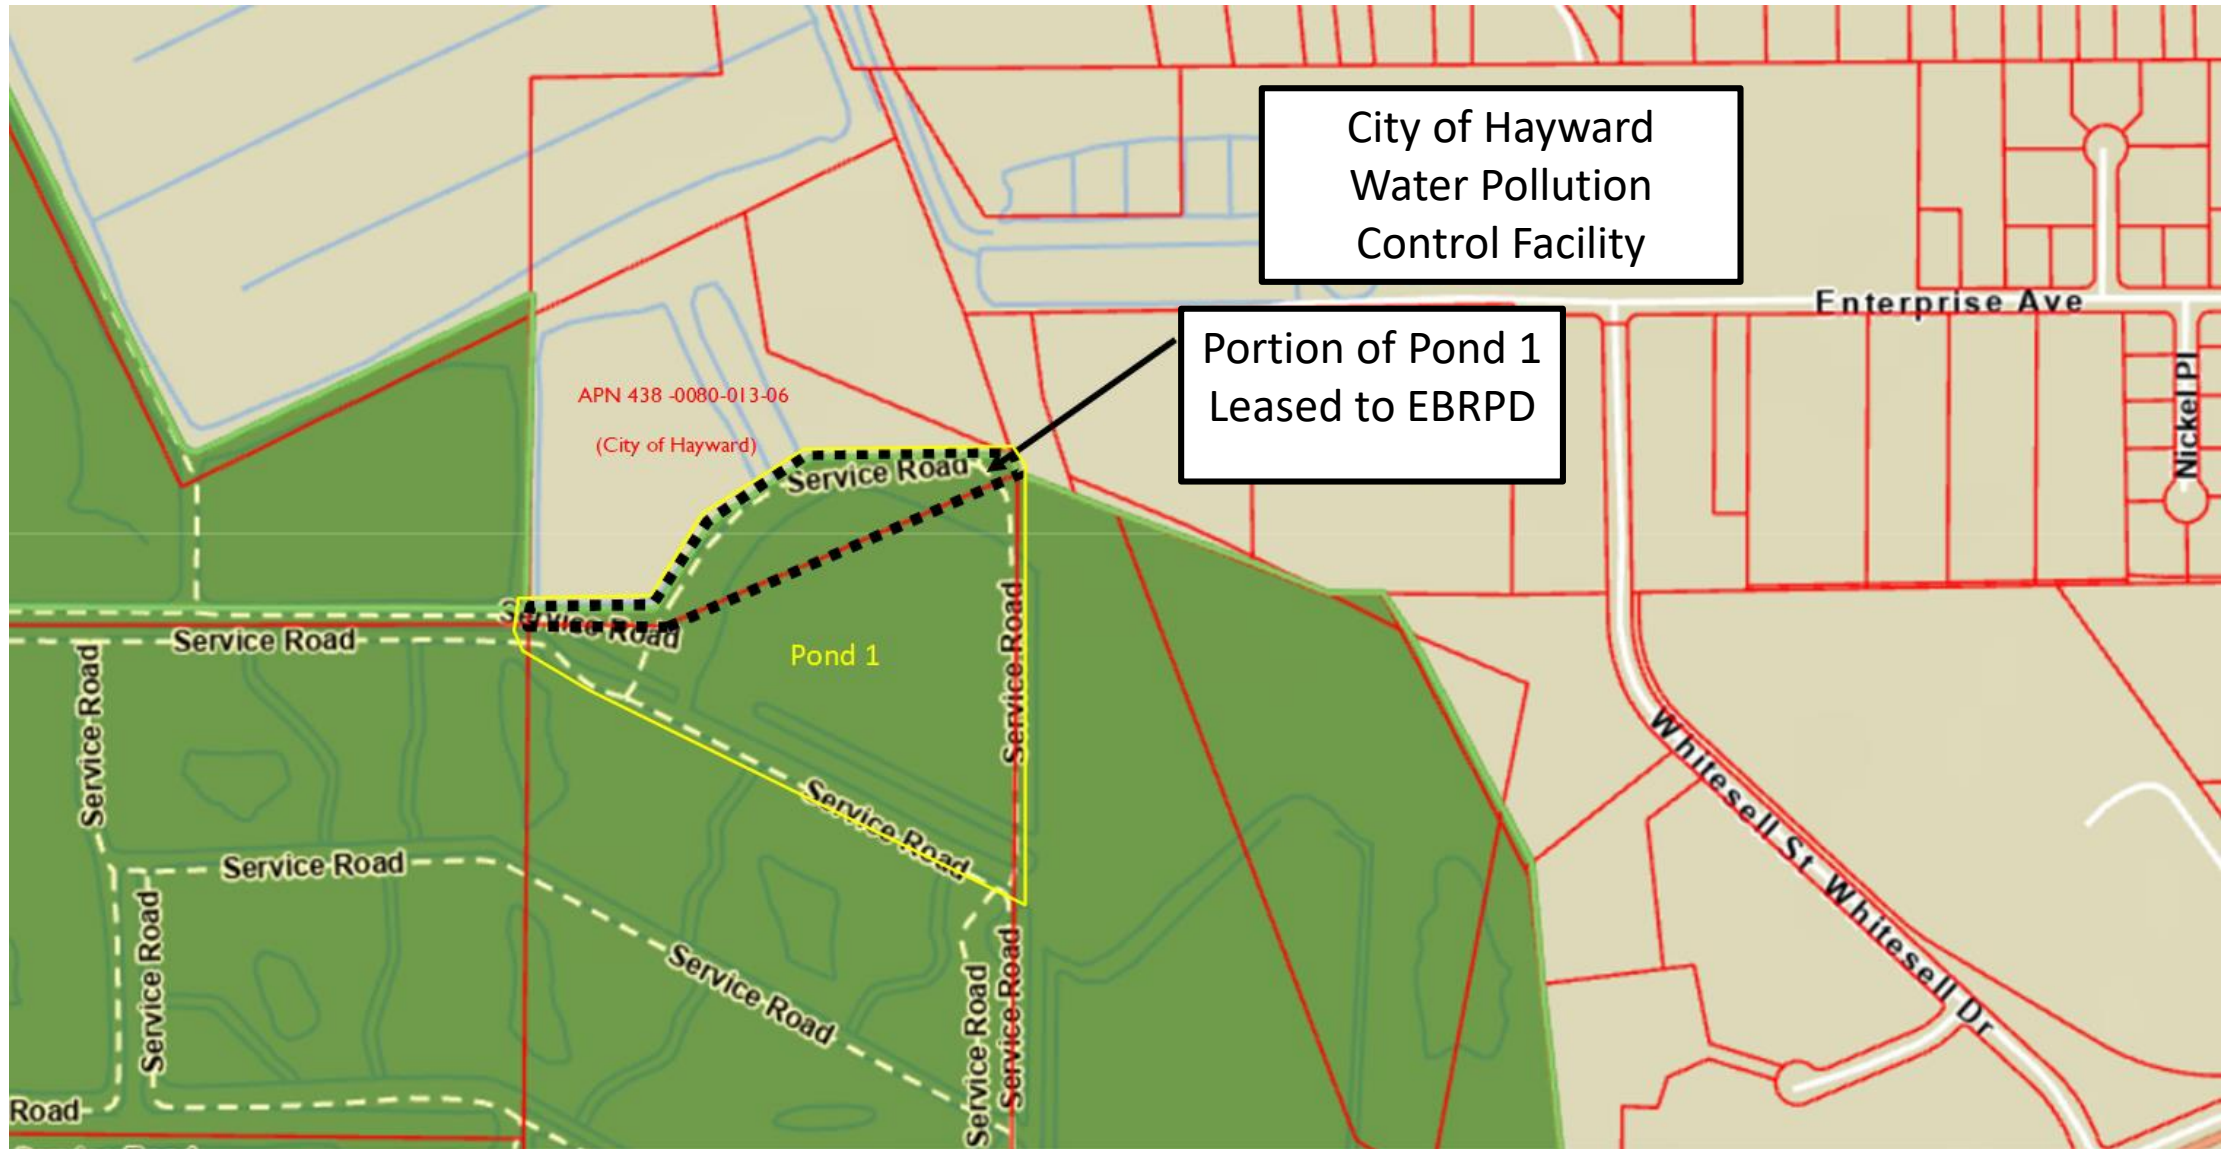 City of Hayward
Water Pollution
Control Facility
Enterprise Ave
Portion of Pond 1
Leased to EBRPD
Nickel Pl
APN 438 -0080-013-06
(City of Hayward)
Service Road
Service Road
Service Road
Service Road
Pond 1
Service Road
Service Road
Whitesell St
Whitesell Dr
Service Road
Service Road
Service Road
Service Road
Service Road
Service Road
Road